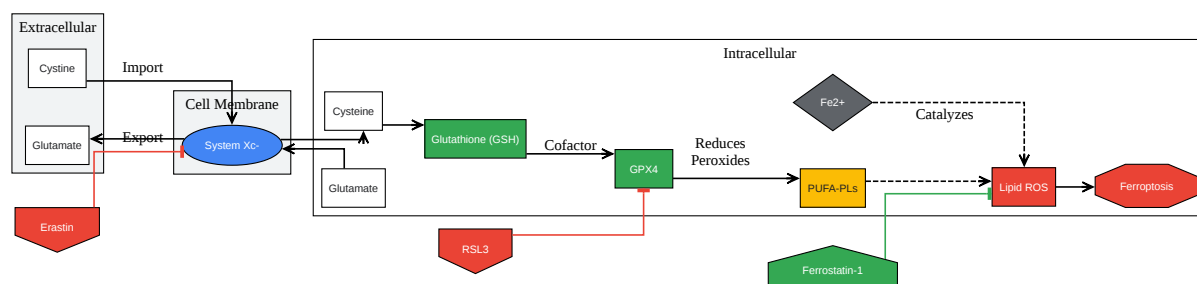 Extracellular
Cystine
Import
Glutamate
Export
Cell Membrane
System Xc-
Erastin
Intracellular
Cysteine
Glutamate
Glutathione (GSH)
Cofactor
GPX4
Reduces
Peroxides
RSL3
Fe2+
Catalyzes
PUFA-PLs
Lipid ROS
Ferroptosis
Ferrostatin-1